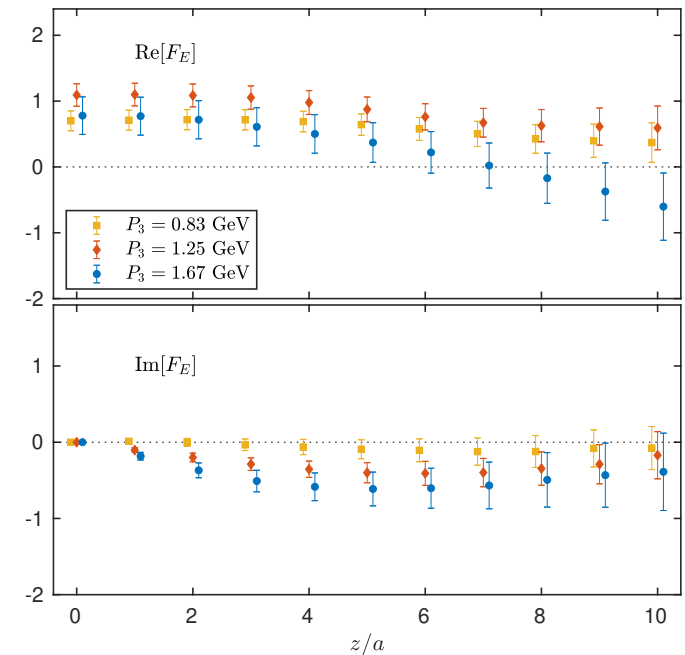 2
Re[F_E]
1
0
P_3 = 0.83 GeV
-1
P_3 = 1.25 GeV
P_3 = 1.67 GeV
-2
1
Im[F_E]
0
-1
-2
0 2 4 6 8 10
z/a